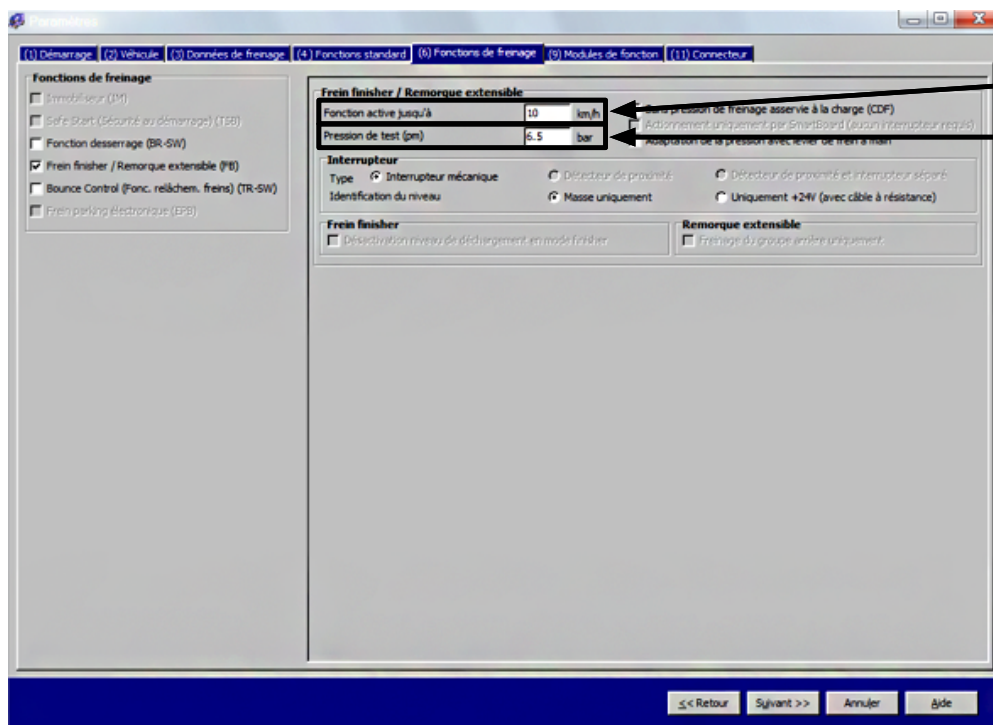 Paramètres
(1) Démarrage (2) Véhicule (3) Données de freinage (4) Fonctions standard (6) Fonctions de freinage (9) Modules de fonction (11) Connecteur
Fonctions de freinage
Immobiliseur (IM)
Safe Start (Sécurité au démarrage) (TSB)
Fonction desserrage (BR-SW)
Frein finisher / Remorque extensible (FB)
Bounce Control (Fonc. relâchem. freins) (TR-SW)
Frein parking électronique (EPB)
Frein finisher / Remorque extensible
Fonction active jusqu'à 10 km/h
pression de freinage asservie à la charge (CDF)
Pression de test (pm) 6.5 bar
Actionnement uniquement par SmartBoard (aucun interrupteur requis)
Adaptation de la pression avec levier de frein à main
Interrupteur
Type Interrupteur mécanique Détecteur de proximité Détecteur de proximité et interrupteur séparé
Identification du niveau Masse uniquement Uniquement +24V (avec câble à résistance)
Frein finisher
Désactivation niveau de déchargement en mode finisher
Remorque extensible
Freinage du groupe arrière uniquement
<< Retour Suivant >> Annuler Aide